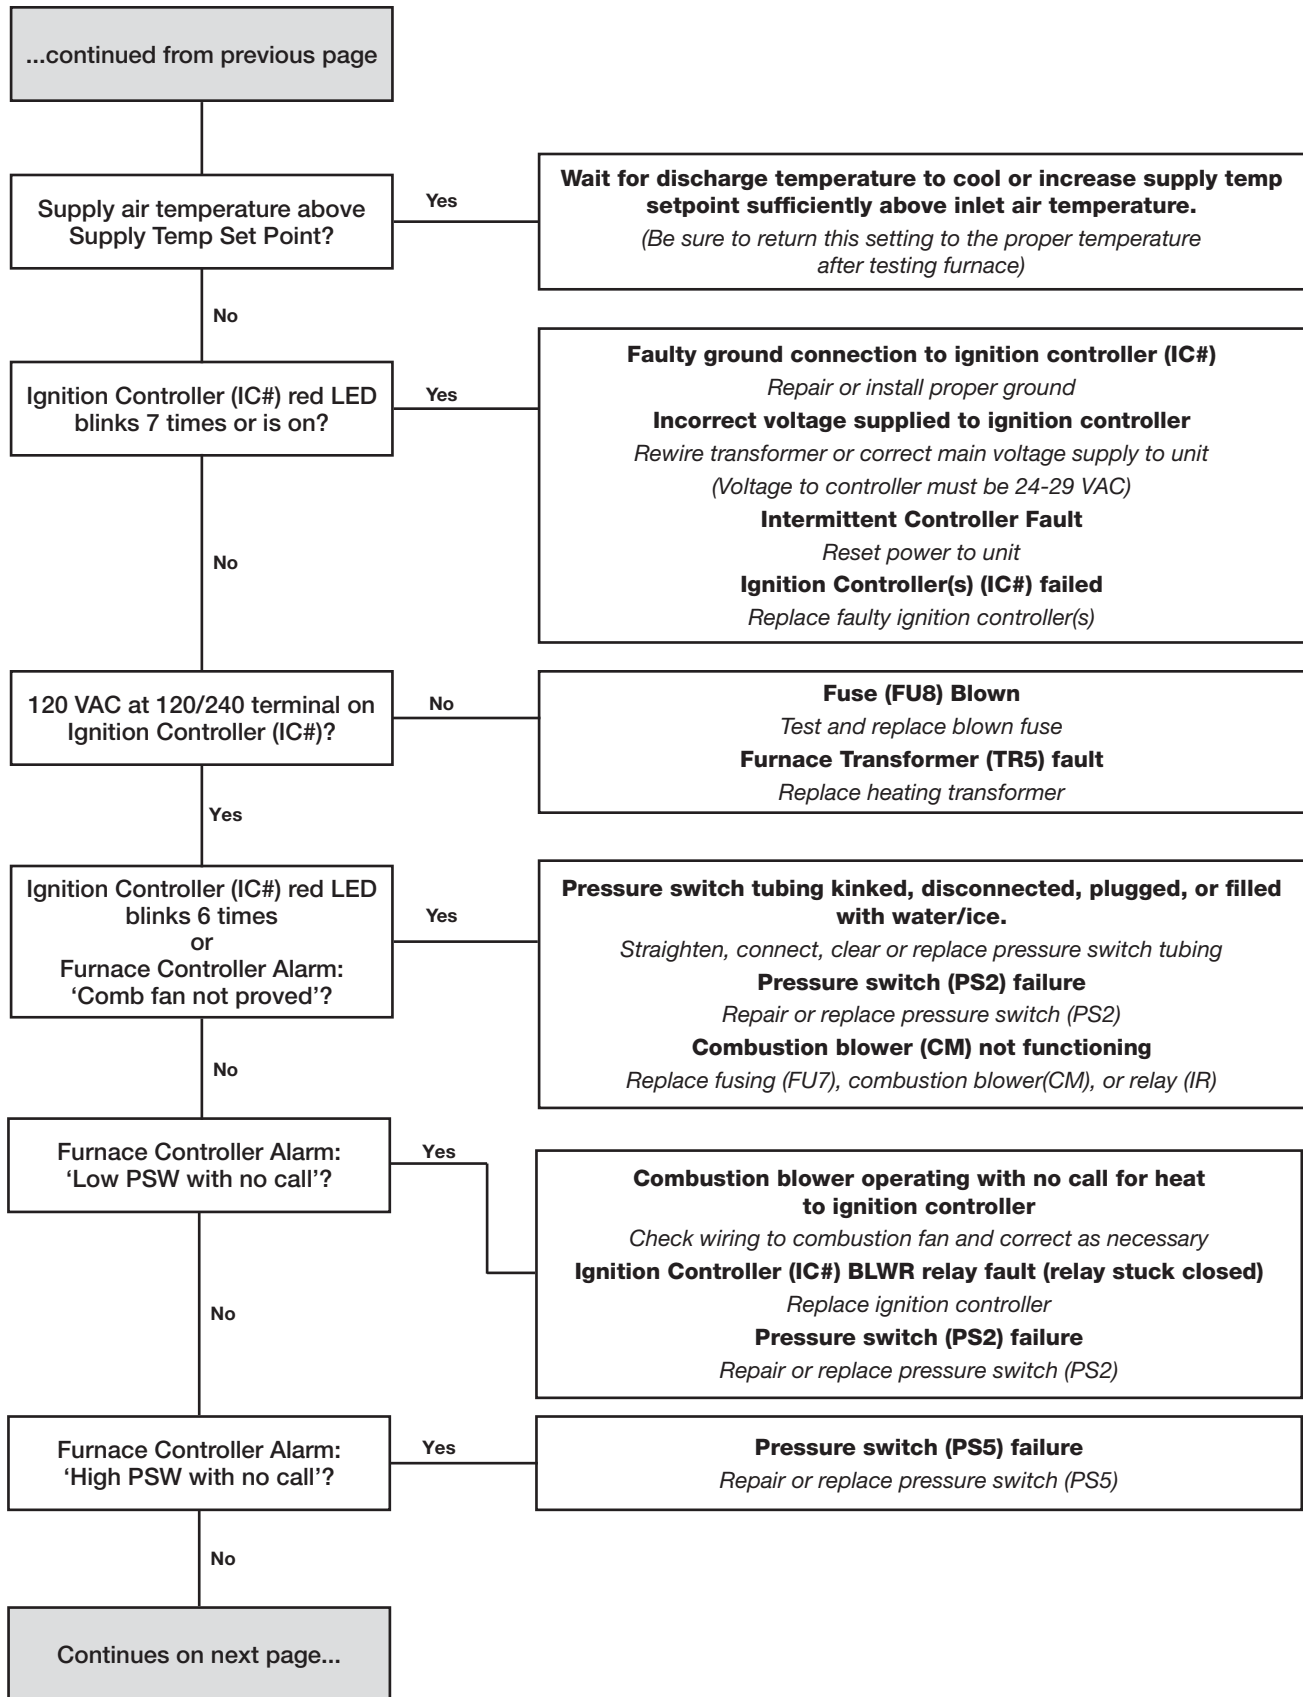 ...continued from previous page
Supply air temperature above
Supply Temp Set Point?
Yes
Wait for discharge temperature to cool or increase supply temp
setpoint sufficiently above inlet air temperature.
(Be sure to return this setting to the proper temperature
after testing furnace)
No
Ignition Controller (IC#) red LED
blinks 7 times or is on?
Yes
Faulty ground connection to ignition controller (IC#)
Repair or install proper ground
Incorrect voltage supplied to ignition controller
Rewire transformer or correct main voltage supply to unit
(Voltage to controller must be 24-29 VAC)
Intermittent Controller Fault
Reset power to unit
Ignition Controller(s) (IC#) failed
Replace faulty ignition controller(s)
No
120 VAC at 120/240 terminal on
Ignition Controller (IC#)?
No
Fuse (FU8) Blown
Test and replace blown fuse
Furnace Transformer (TR5) fault
Replace heating transformer
Yes
Ignition Controller (IC#) red LED
blinks 6 times
or
Furnace Controller Alarm:
‘Comb fan not proved’?
Yes
Pressure switch tubing kinked, disconnected, plugged, or filled
with water/ice.
Straighten, connect, clear or replace pressure switch tubing
Pressure switch (PS2) failure
Repair or replace pressure switch (PS2)
Combustion blower (CM) not functioning
Replace fusing (FU7), combustion blower(CM), or relay (IR)
No
Furnace Controller Alarm:
‘Low PSW with no call’?
Yes
Combustion blower operating with no call for heat
to ignition controller
Check wiring to combustion fan and correct as necessary
Ignition Controller (IC#) BLWR relay fault (relay stuck closed)
Replace ignition controller
Pressure switch (PS2) failure
Repair or replace pressure switch (PS2)
No
Furnace Controller Alarm:
‘High PSW with no call’?
Yes
Pressure switch (PS5) failure
Repair or replace pressure switch (PS5)
No
Continues on next page...